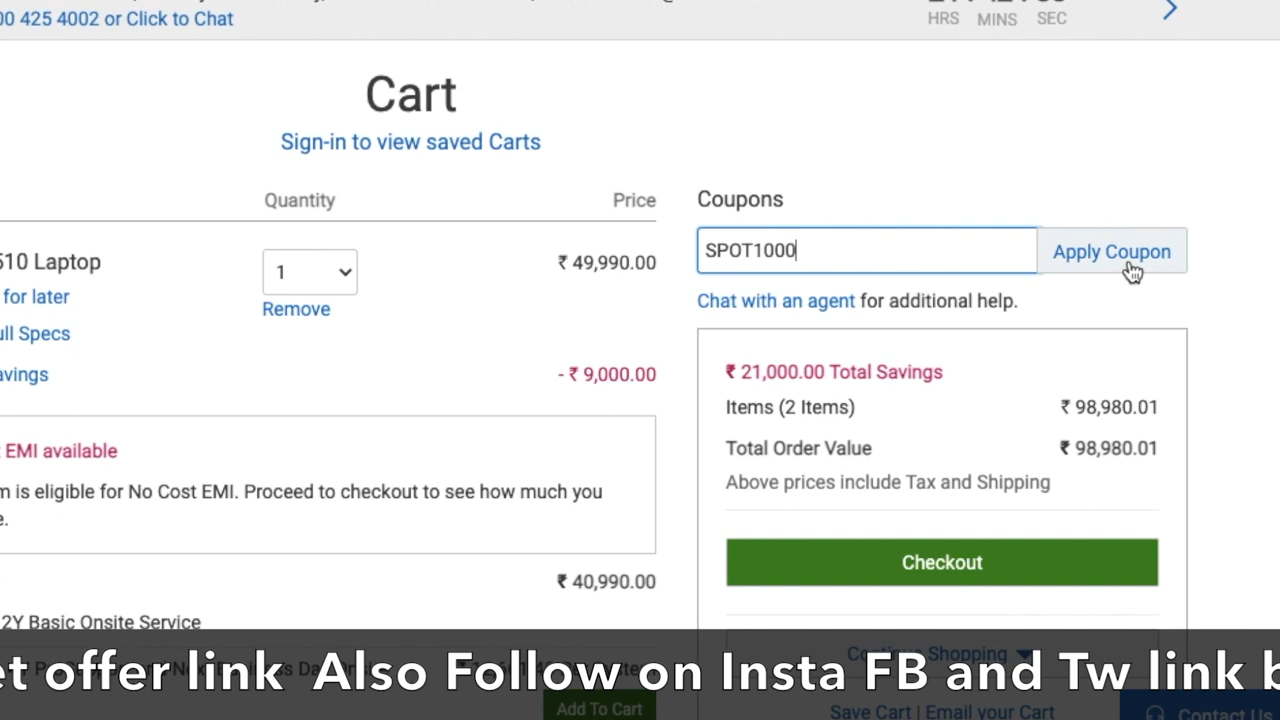 00 425 4002 or Click to Chat
HRS MINS SEC
Cart
Sign-in to view saved Carts
Quantity
Price
510 Laptop
1
₹ 49,990.00
for later
Remove
ull Specs
avings
- ₹ 9,000.00
EMI available
m is eligible for No Cost EMI. Proceed to checkout to see how much you
e.
₹ 40,990.00
2Y Basic Onsite Service
Add To Cart
Coupons
SPOT1000
Apply Coupon
Chat with an agent for additional help.
₹ 21,000.00 Total Savings
Items (2 Items)
₹ 98,980.01
Total Order Value
₹ 98,980.01
Above prices include Tax and Shipping
Checkout
Continue Shopping
Save Cart | Email your Cart
Contact Us
et offer link Also Follow on Insta FB and Tw link b